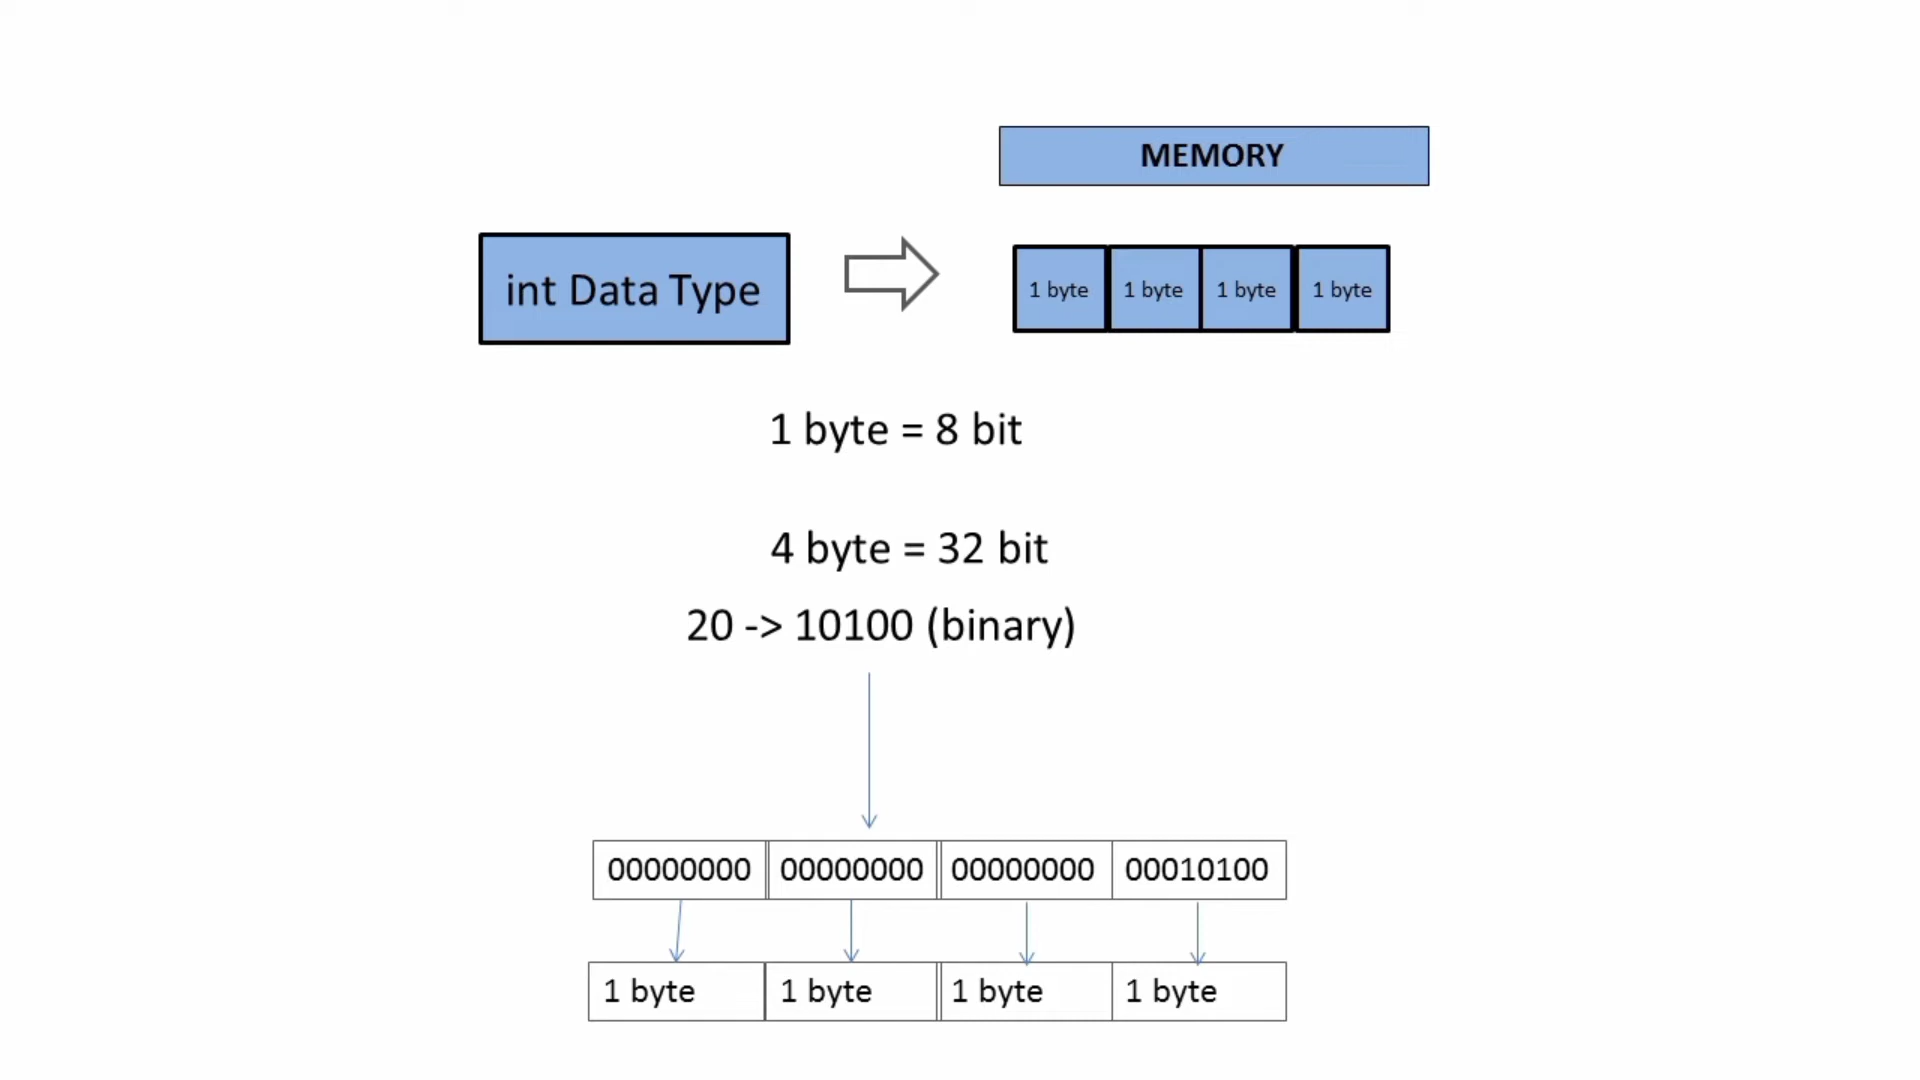 MEMORY
int Data Type
1 byte 1 byte 1 byte 1 byte
1 byte = 8 bit
4 byte = 32 bit
20 -> 10100 (binary)
00000000 00000000 00000000 00010100
1 byte 1 byte 1 byte 1 byte